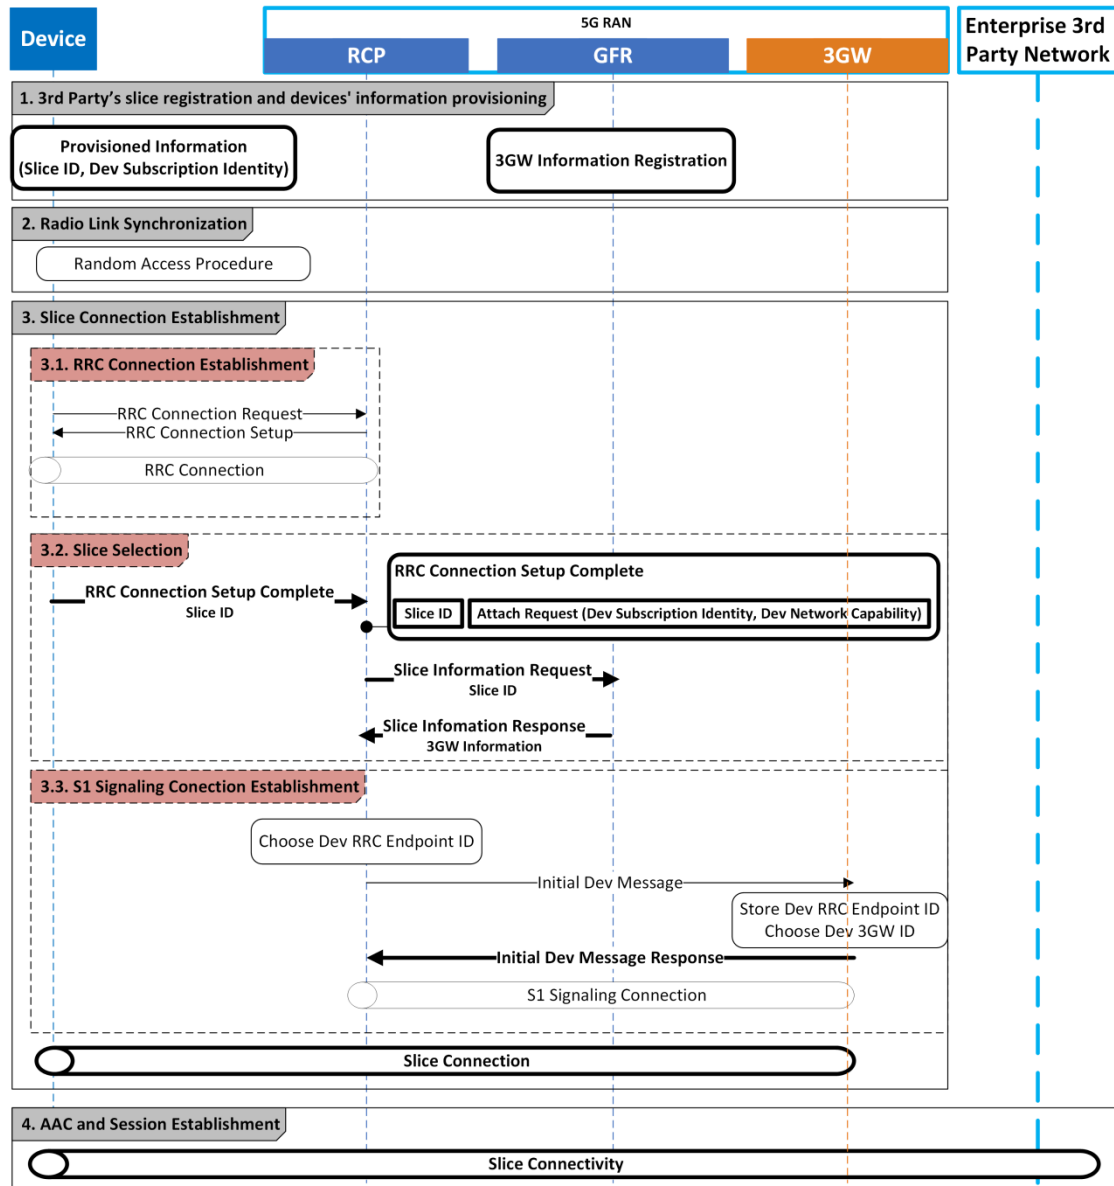 Device
5G RAN
RCP
GFR
3GW
Enterprise 3rd
Party Network
1. 3rd Party's slice registration and devices' information provisioning
Provisioned Information
(Slice ID, Dev Subscription Identity)
3GW Information Registration
2. Radio Link Synchronization
Random Access Procedure
3. Slice Connection Establishment
3.1. RRC Connection Establishment
RRC Connection Request
RRC Connection Setup
RRC Connection
3.2. Slice Selection
RRC Connection Setup Complete
Slice ID
RRC Connection Setup Complete
Slice ID
Attach Request (Dev Subscription Identity, Dev Network Capability)
Slice Information Request
Slice ID
Slice Infomation Response
3GW Information
3.3. S1 Signaling Conection Establishment
Choose Dev RRC Endpoint ID
Initial Dev Message
Store Dev RRC Endpoint ID
Choose Dev 3GW ID
Initial Dev Message Response
S1 Signaling Connection
Slice Connection
4. AAC and Session Establishment
Slice Connectivity